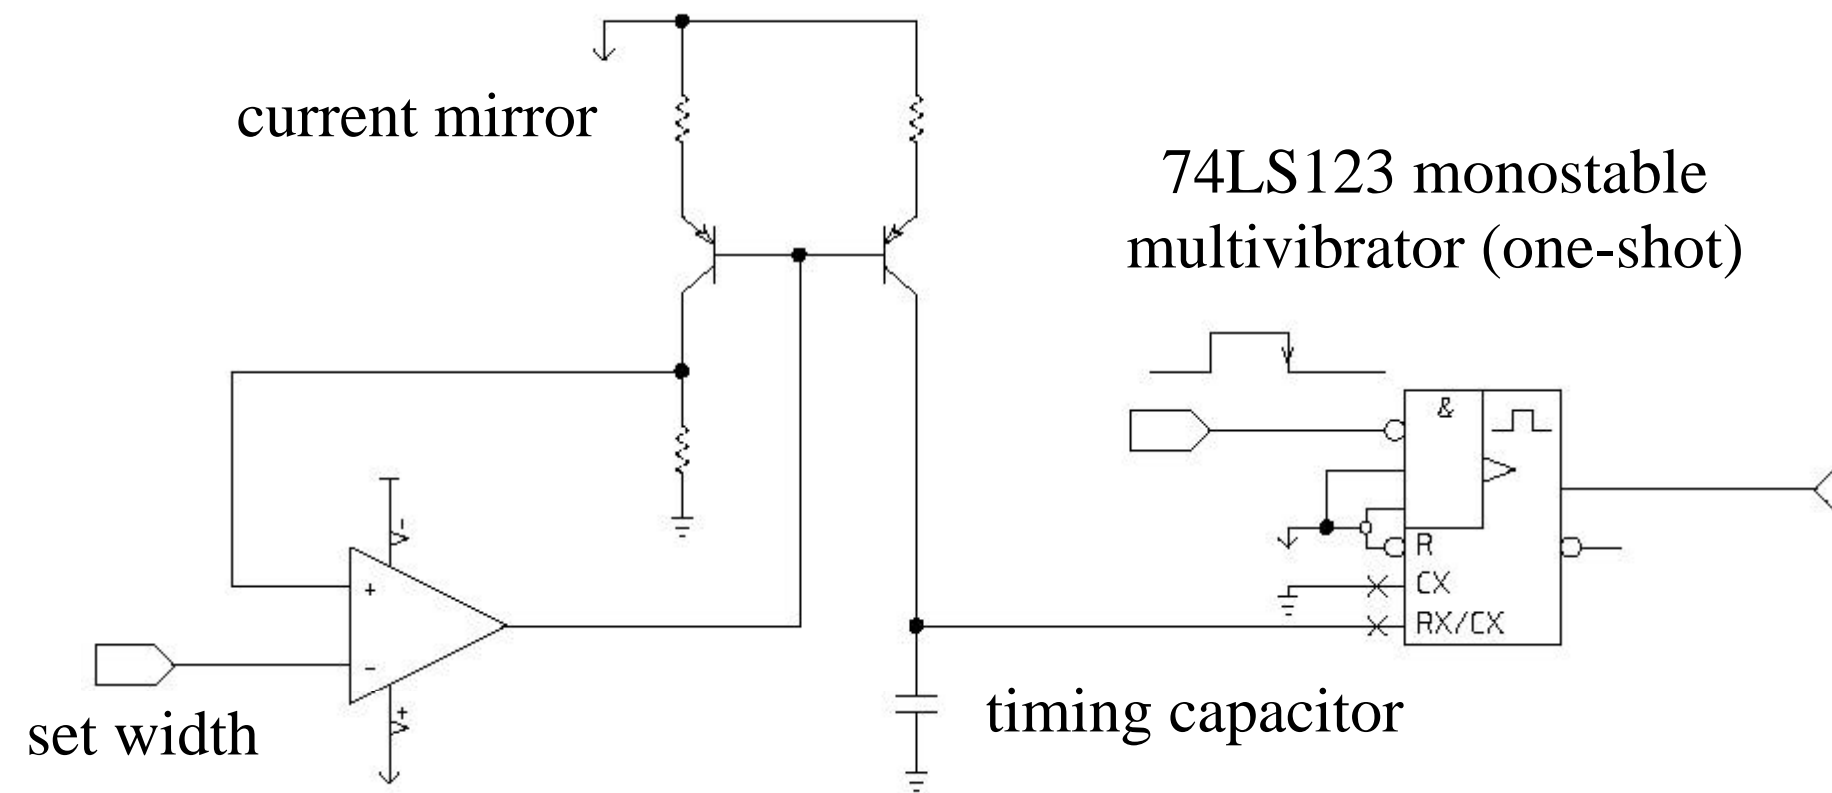 current mirror
74LS123 monostable
multivibrator (one-shot)
&
R
CX
RX/CX
V-
+
-
V+
set width
timing capacitor